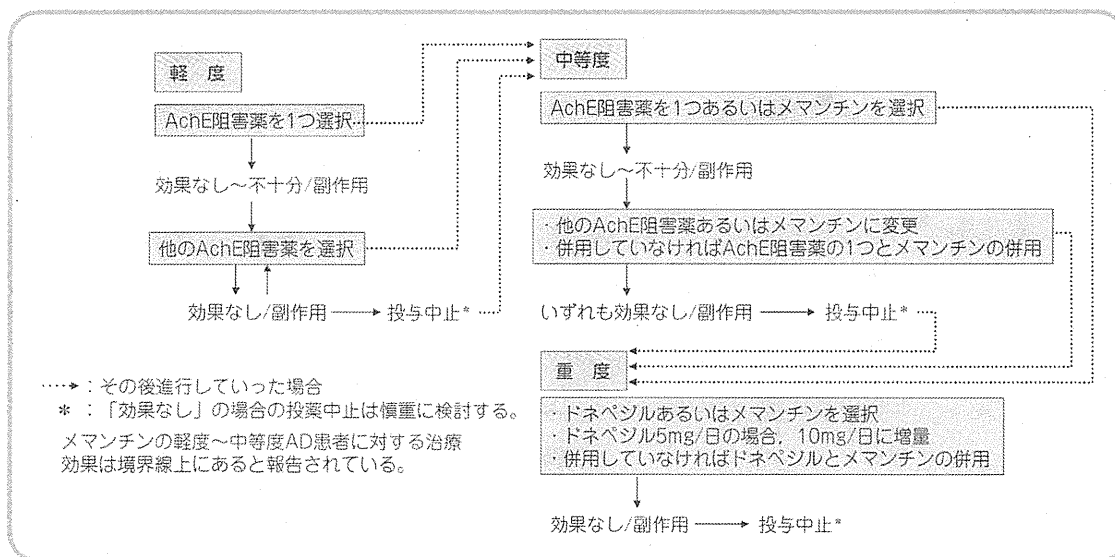 軽 度
AchE阻害薬を1つ選択
効果なし～不十分/副作用
他のAchE阻害薬を選択
効果なし/副作用
投与中止*
中等度
AchE阻害薬を1つあるいはメマンチンを選択
効果なし～不十分/副作用
・他のAchE阻害薬あるいはメマンチンに変更
・併用していなければAchE阻害薬の1つとメマンチンの併用
いずれも効果なし/副作用
投与中止*
重 度
・ドネペジルあるいはメマンチンを選択
・ドネペジル5mg/日の場合，10mg/日に増量
・併用していなければドネペジルとメマンチンの併用
効果なし/副作用
投与中止*
：その後進行していった場合
*：「効果なし」の場合の投薬中止は慎重に検討する。
メマンチンの軽度～中等度AD患者に対する治療
効果は境界線上にあると報告されている。